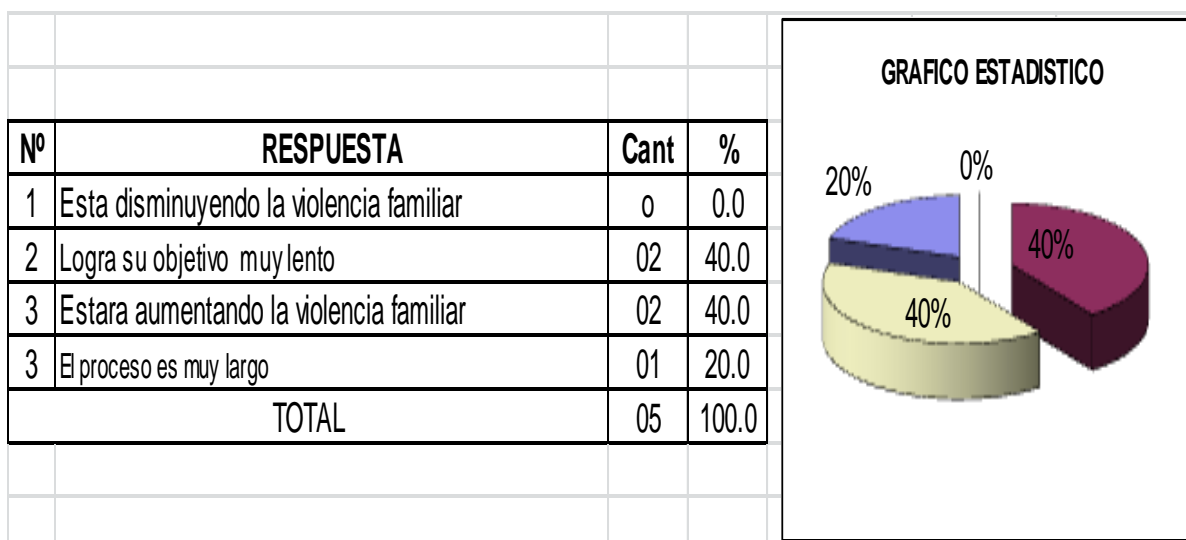 Nº RESPUESTA Cant %
1 Esta disminuyendo la violencia familiar o 0.0
2 Logra su objetivo muy lento 02 40.0
3 Estara aumentando la violencia familiar 02 40.0
3 El proceso es muy largo 01 20.0
TOTAL 05 100.0
GRAFICO ESTADISTICO
0%
20%
40%
40%